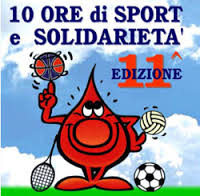 10 ORE di SPORT
e SOLIDARIETA'
11^
EDIZIONE